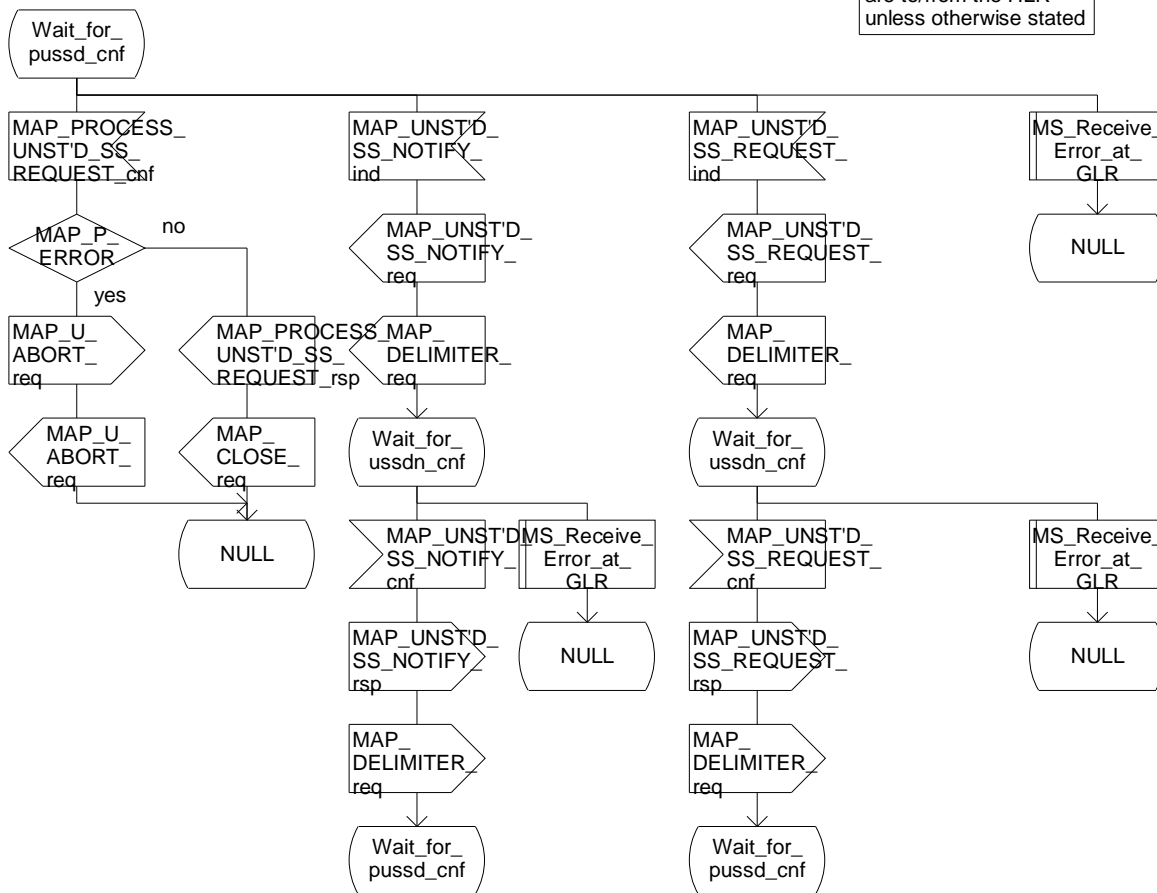 are to/from the HLR
unless otherwise stated
Wait_for_
pussd_cnf
MAP_PROCESS_
UNST'D_SS_
REQUEST_cnf
MAP_UNST'D_
SS_NOTIFY_
ind
MAP_UNST'D_
SS_REQUEST_
ind
MS_Receive_
Error_at_
GLR
MAP_P_
ERROR
no
yes
MAP_UNST'D_
SS_NOTIFY_
req
MAP_UNST'D_
SS_REQUEST_
req
NULL
MAP_U_
ABORT_
req
MAP_PROCESS_
UNST'D_SS_
REQUEST_rsp
MAP_
DELIMITER_
req
MAP_
DELIMITER_
req
MAP_U_
ABORT_
req
MAP_
CLOSE_
req
Wait_for_
ussdn_cnf
Wait_for_
ussdn_cnf
NULL
MAP_UNST'D_
SS_NOTIFY_
cnf
MS_Receive_
Error_at_
GLR
MAP_UNST'D_
SS_REQUEST_
cnf
MS_Receive_
Error_at_
GLR
MAP_UNST'D_
SS_NOTIFY_
rsp
NULL
MAP_UNST'D_
SS_REQUEST_
rsp
NULL
MAP_
DELIMITER_
req
MAP_
DELIMITER_
req
Wait_for_
pussd_cnf
Wait_for_
pussd_cnf